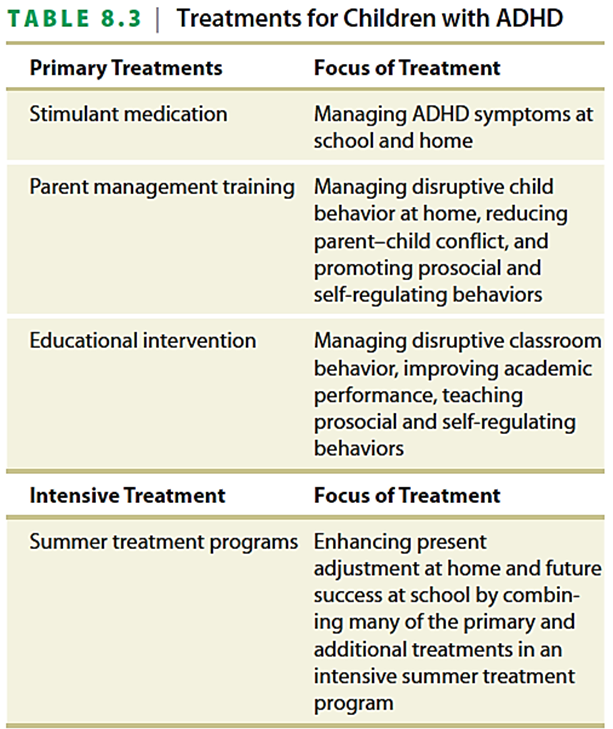 TABLE 8.3 | Treatments for Children with ADHD
Primary Treatments Focus of Treatment
Stimulant medication Managing ADHD symptoms at
school and home
Parent management training Managing disruptive child
behavior at home, reducing
parent–child conflict, and
promoting prosocial and
self-regulating behaviors
Educational intervention Managing disruptive classroom
behavior, improving academic
performance, teaching
prosocial and self-regulating
behaviors
Intensive Treatment Focus of Treatment
Summer treatment programs Enhancing present
adjustment at home and future
success at school by combin-
ing many of the primary and
additional treatments in an
intensive summer treatment
program